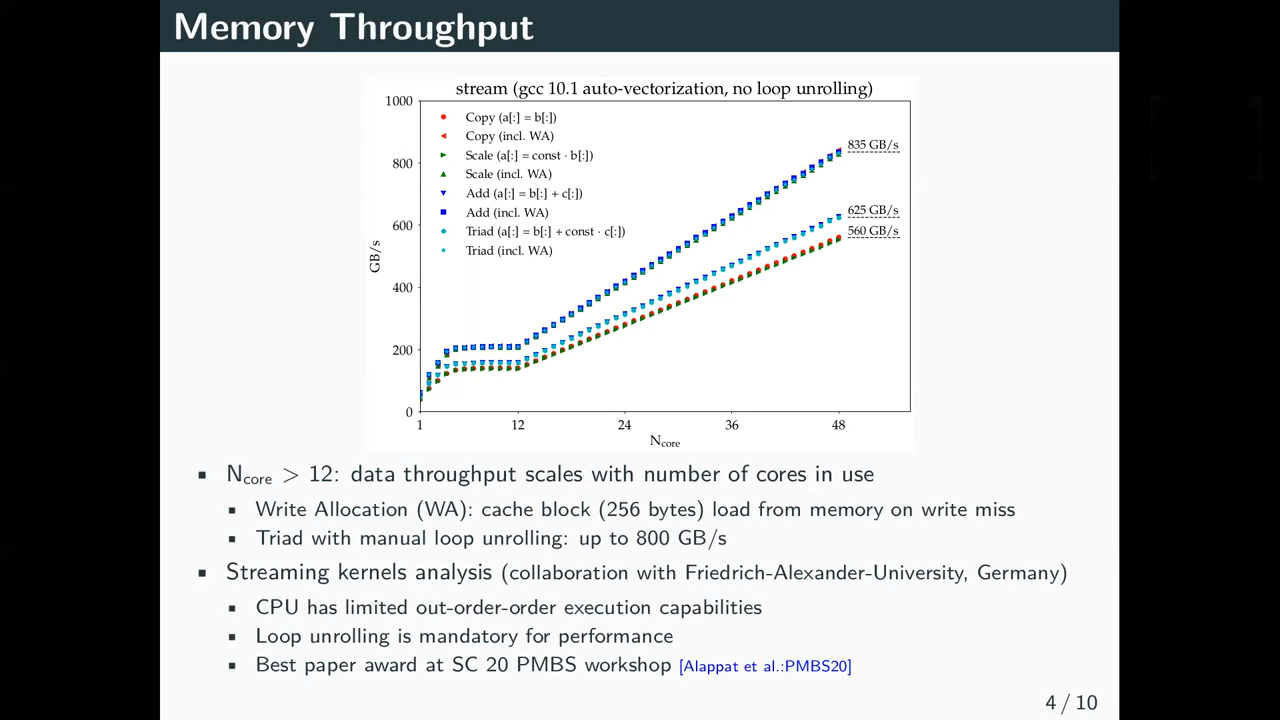 Memory Throughput
stream (gcc 10.1 auto-vectorization, no loop unrolling)
1000
800
600
400
200
0
GB/s
Copy (a[:] = b[:])
Copy (incl. WA)
Scale (a[:] = const · b[:])
Scale (incl. WA)
Add (a[:] = b[:] + c[:])
Add (incl. WA)
Triad (a[:] = b[:] + const · c[:])
Triad (incl. WA)
835 GB/s
625 GB/s
560 GB/s
1 12 24 36 48
Ncore
▪ Ncore > 12: data throughput scales with number of cores in use
▪ Write Allocation (WA): cache block (256 bytes) load from memory on write miss
▪ Triad with manual loop unrolling: up to 800 GB/s
▪ Streaming kernels analysis (collaboration with Friedrich-Alexander-University, Germany)
▪ CPU has limited out-order-order execution capabilities
▪ Loop unrolling is mandatory for performance
▪ Best paper award at SC 20 PMBS workshop [Alappat et al.:PMBS20]
4 / 10